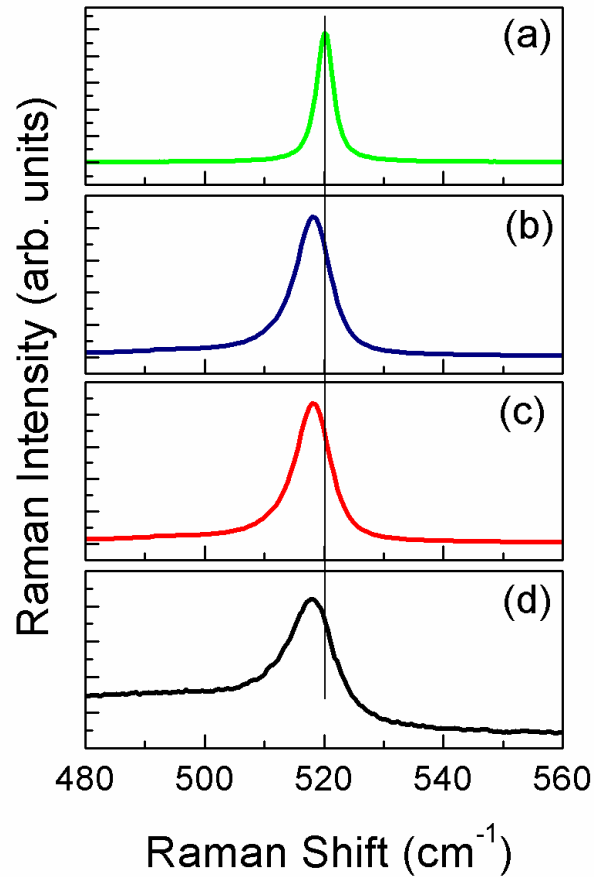 (a)
(b)
(c)
(d)
Raman Intensity (arb. units)
480 500 520 540 560
Raman Shift (cm⁻¹)